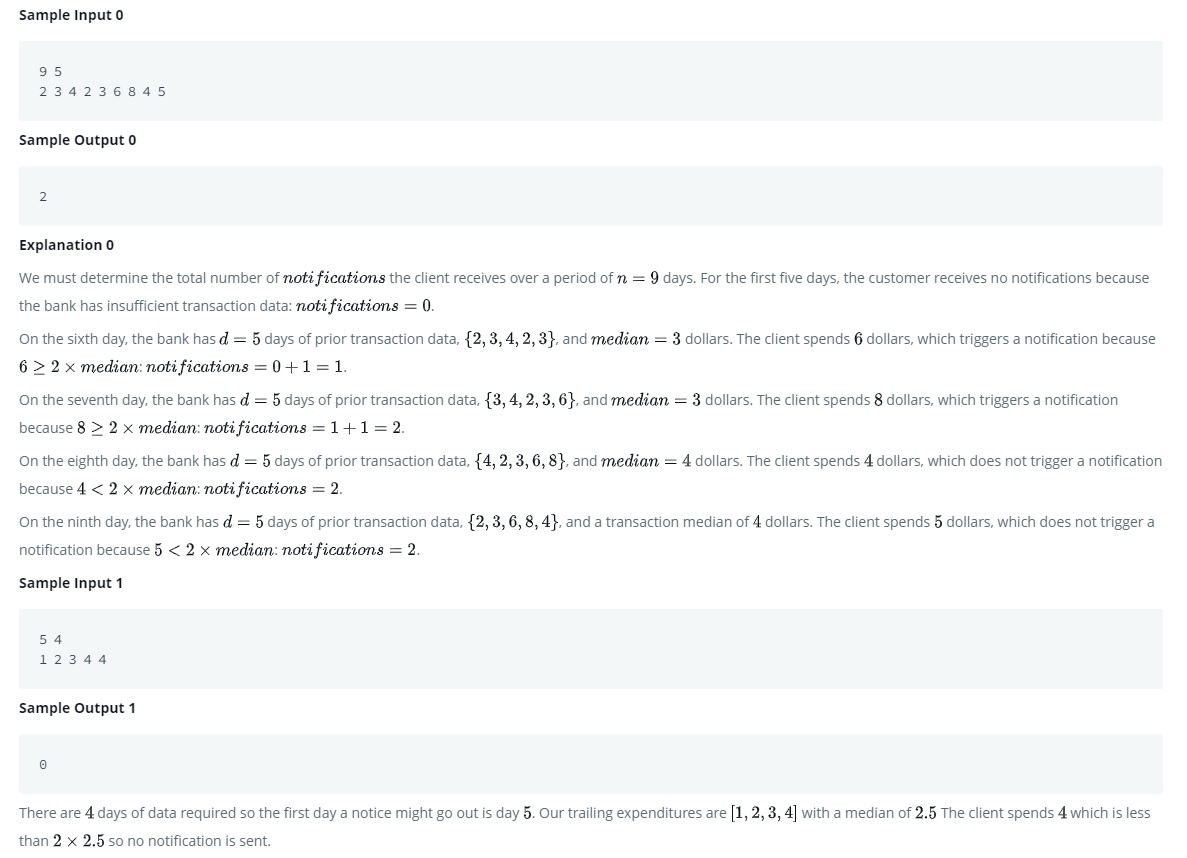 Sample Input 0
9 5
2 3 4 2 3 6 8 4 5
Sample Output 0
2
Explanation 0
We must determine the total number of notifications the client receives over a period of n = 9 days. For the first five days, the customer receives no notifications because
the bank has insufficient transaction data: notifications = 0.
On the sixth day, the bank has d = 5 days of prior transaction data, {2, 3, 4, 2, 3}, and median = 3 dollars. The client spends 6 dollars, which triggers a notification because
6 ≥ 2 × median: notifications = 0 + 1 = 1.
On the seventh day, the bank has d = 5 days of prior transaction data, {3, 4, 2, 3, 6}, and median = 3 dollars. The client spends 8 dollars, which triggers a notification
because 8 ≥ 2 × median: notifications = 1 + 1 = 2.
On the eighth day, the bank has d = 5 days of prior transaction data, {4, 2, 3, 6, 8}, and median = 4 dollars. The client spends 4 dollars, which does not trigger a notification
because 4 < 2 × median: notifications = 2.
On the ninth day, the bank has d = 5 days of prior transaction data, {2, 3, 6, 8, 4}, and a transaction median of 4 dollars. The client spends 5 dollars, which does not trigger a
notification because 5 < 2 × median: notifications = 2.
Sample Input 1
5 4
1 2 3 4 4
Sample Output 1
0
There are 4 days of data required so the first day a notice might go out is day 5. Our trailing expenditures are [1, 2, 3, 4] with a median of 2.5 The client spends 4 which is less
than 2 × 2.5 so no notification is sent.